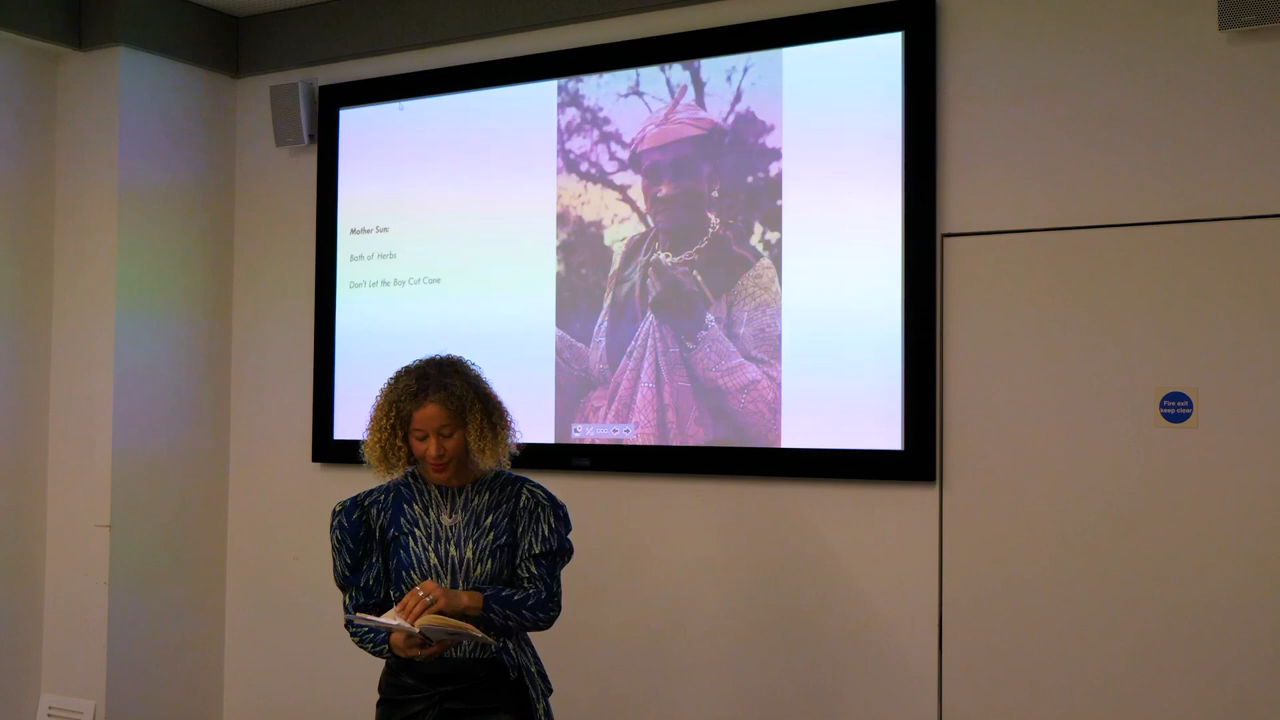 Mother Sun:
Bath of Herbs
Don't Let the Boy Cut Cane
Fire exit
keep clear